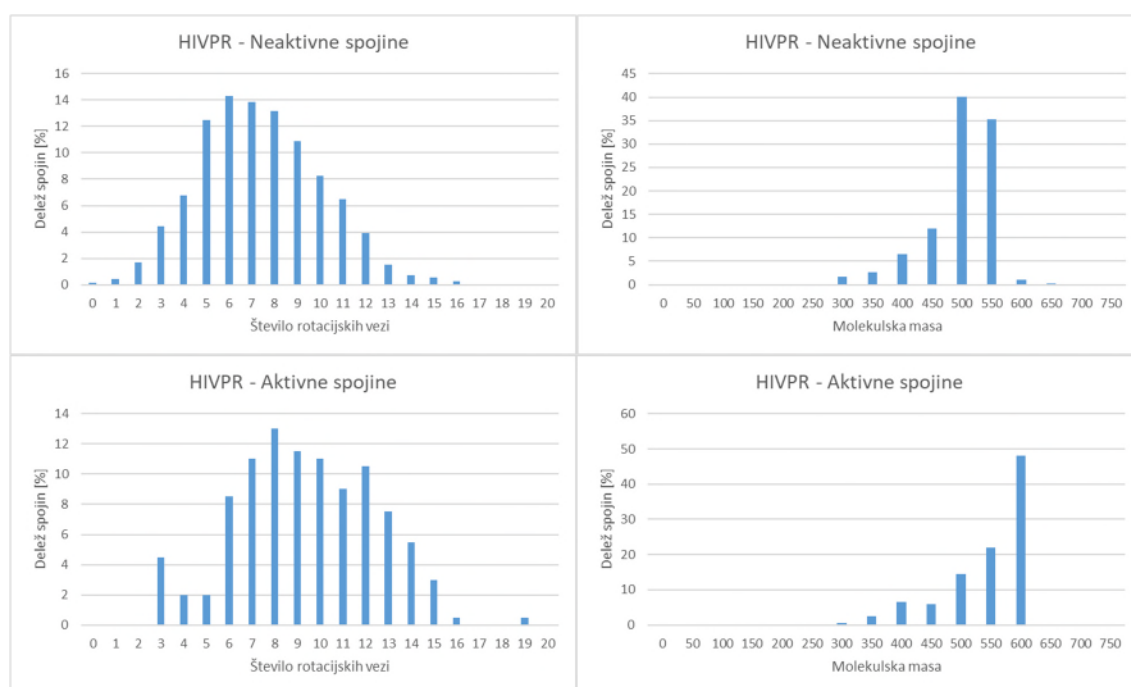 HIVPR - Neaktivne spojine
16
14
12
10
8
6
4
2
0
Delež spojin [%]
0 1 2 3 4 5 6 7 8 9 10 11 12 13 14 15 16 17 18 19 20
Število rotacijskih vezi
HIVPR - Neaktivne spojine
45
40
35
30
25
20
15
10
5
0
Delež spojin [%]
0 50 100 150 200 250 300 350 400 450 500 550 600 650 700 750
Molekulska masa
HIVPR - Aktivne spojine
14
12
10
8
6
4
2
0
Delež spojin [%]
0 1 2 3 4 5 6 7 8 9 10 11 12 13 14 15 16 17 18 19 20
Število rotacijskih vezi
HIVPR - Aktivne spojine
60
50
40
30
20
10
0
Delež spojin [%]
0 50 100 150 200 250 300 350 400 450 500 550 600 650 700 750
Molekulska masa